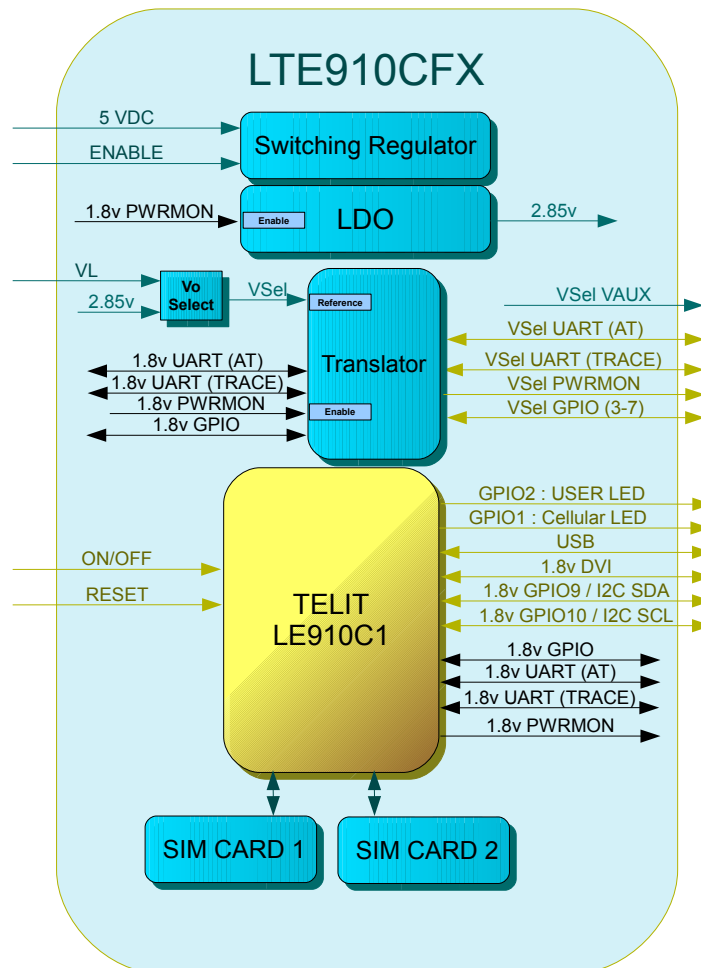 LTE910CFX
5 VDC
ENABLE
Switching Regulator
1.8v PWRMON
Enable
LDO
2.85v
VL
2.85v
Vo
Select
VSel
Reference
Translator
Enable
1.8v UART (AT)
1.8v UART (TRACE)
1.8v PWRMON
1.8v GPIO
VSel VAUX
VSel UART (AT)
VSel UART (TRACE)
VSel PWRMON
VSel GPIO (3-7)
ON/OFF
RESET
TELIT
LE910C1
GPIO2 : USER LED
GPIO1 : Cellular LED
USB
1.8v DVI
1.8v GPIO9 / I2C SDA
1.8v GPIO10 / I2C SCL
1.8v GPIO
1.8v UART (AT)
1.8v UART (TRACE)
1.8v PWRMON
SIM CARD 1
SIM CARD 2